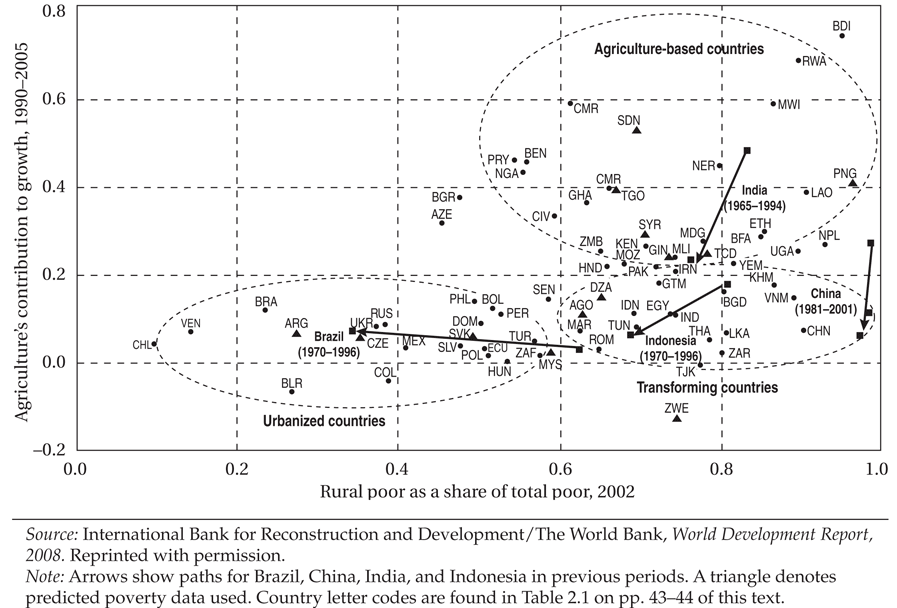 0.8
0.6
0.4
0.2
0.0
−0.2
Agriculture's contribution to growth, 1990–2005
Agriculture-based countries
BDI
RWA
CMR
MWI
SDN
PRY
BEN
NGA
NER
PNG
CMR
TGO
India
(1965–1994)
LAO
BGR
GHA
AZE
CIV
SYR
MDG
ETH
BFA
NPL
ZMB
KEN
GIN
MLI
TCD
UGA
MOZ
HND
PAK
IRN
YEM
GTM
KHM
DZA
SEN
VNM
China
(1981–2001)
BRA
PHL
BOL
PER
AGO
IDN
EGY
IND
BGD
VEN
ARG
UKR
RUS
DOM
SVK
TUR
MAR
TUN
THA
LKA
CHN
CHL
Brazil
(1970–1996)
CZE
MEX
SLV
ECU
POL
ZAF
MYS
ROM
Indonesia
(1970–1996)
ZAR
HUN
TJK
COL
BLR
Transforming countries
ZWE
Urbanized countries
0.0
0.2
0.4
0.6
0.8
1.0
Rural poor as a share of total poor, 2002
Source: International Bank for Reconstruction and Development/The World Bank, World Development Report,
2008. Reprinted with permission.
Note: Arrows show paths for Brazil, China, India, and Indonesia in previous periods. A triangle denotes
predicted poverty data used. Country letter codes are found in Table 2.1 on pp. 43–44 of this text.